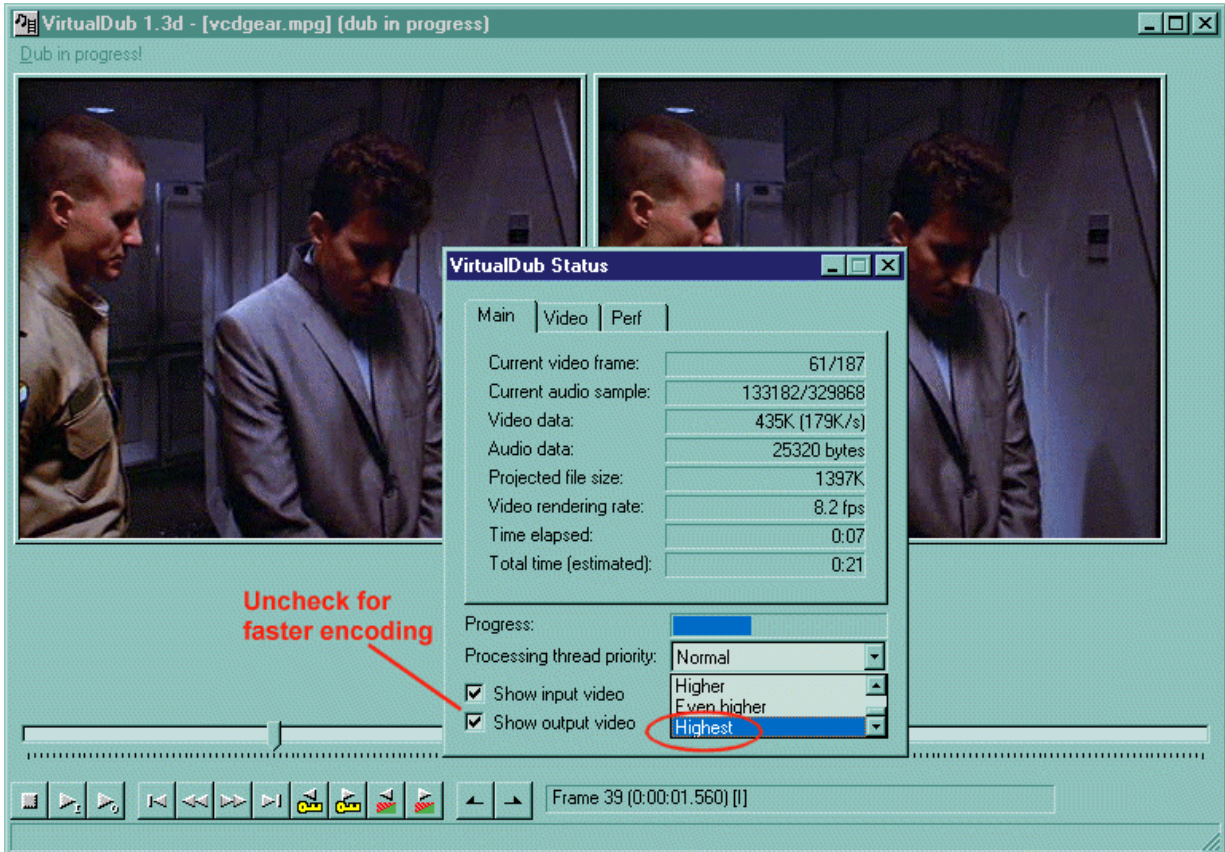 VirtualDub 1.3d - [vcdgear.mpg] (dub in progress)
Dub in progress!
VirtualDub Status
Main Video Perf
Current video frame: 61/187
Current audio sample: 133182/329868
Video data: 435K (179K/s)
Audio data: 25320 bytes
Projected file size: 1397K
Video rendering rate: 8.2 fps
Time elapsed: 0:07
Total time (estimated): 0:21
Uncheck for
faster encoding
Progress:
Processing thread priority: Normal
Higher
Even higher
Highest
Show input video
Show output video
Frame 39 (0:00:01.560) [I]